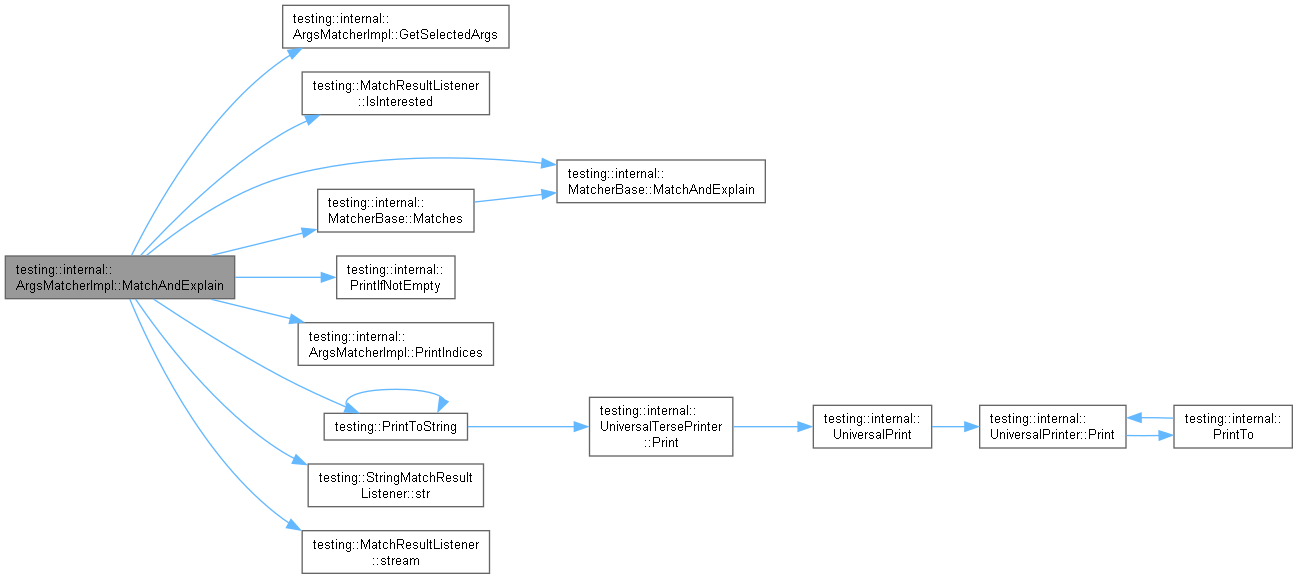 testing::internal::
ArgsMatcherImpl::GetSelectedArgs
testing::MatchResultListener
::IsInterested
testing::internal::
MatcherBase::MatchAndExplain
testing::internal::
MatcherBase::Matches
testing::internal::
ArgsMatcherImpl::MatchAndExplain
testing::internal::
PrintIfNotEmpty
testing::internal::
ArgsMatcherImpl::PrintIndices
testing::PrintToString
testing::internal::
UniversalTersePrinter
::Print
testing::internal::
UniversalPrint
testing::internal::
UniversalPrinter::Print
testing::internal::
PrintTo
testing::StringMatchResult
Listener::str
testing::MatchResultListener
::stream